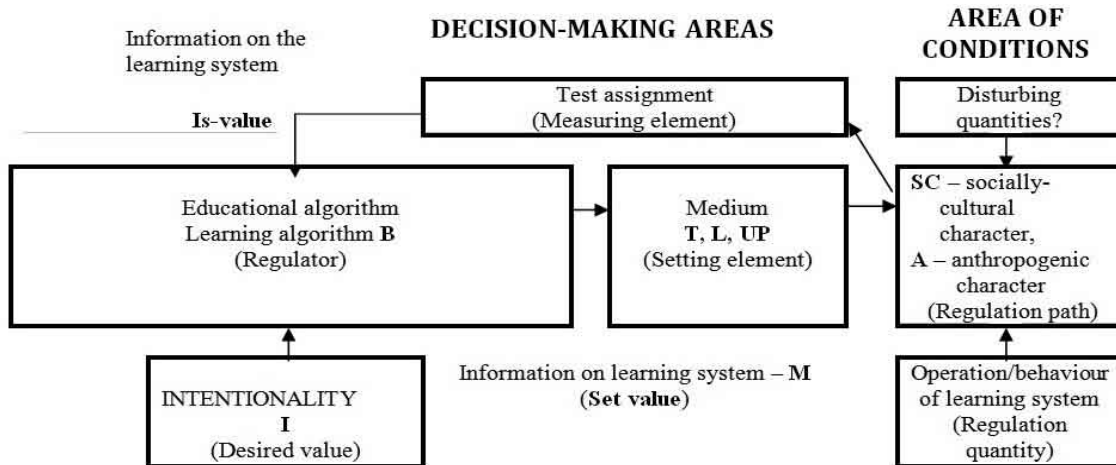 Information on the
learning system
DECISION-MAKING AREAS
AREA OF
CONDITIONS
Is-value
Test assignment
(Measuring element)
Disturbing
quantities?
Educational algorithm
Learning algorithm B
(Regulator)
Medium
T, L, UP
(Setting element)
SC – socially-
cultural
character,
A – anthropogenic
character
(Regulation path)
INTENTIONALITY
I
(Desired value)
Information on learning system – M
(Set value)
Operation/behaviour
of learning system
(Regulation
quantity)